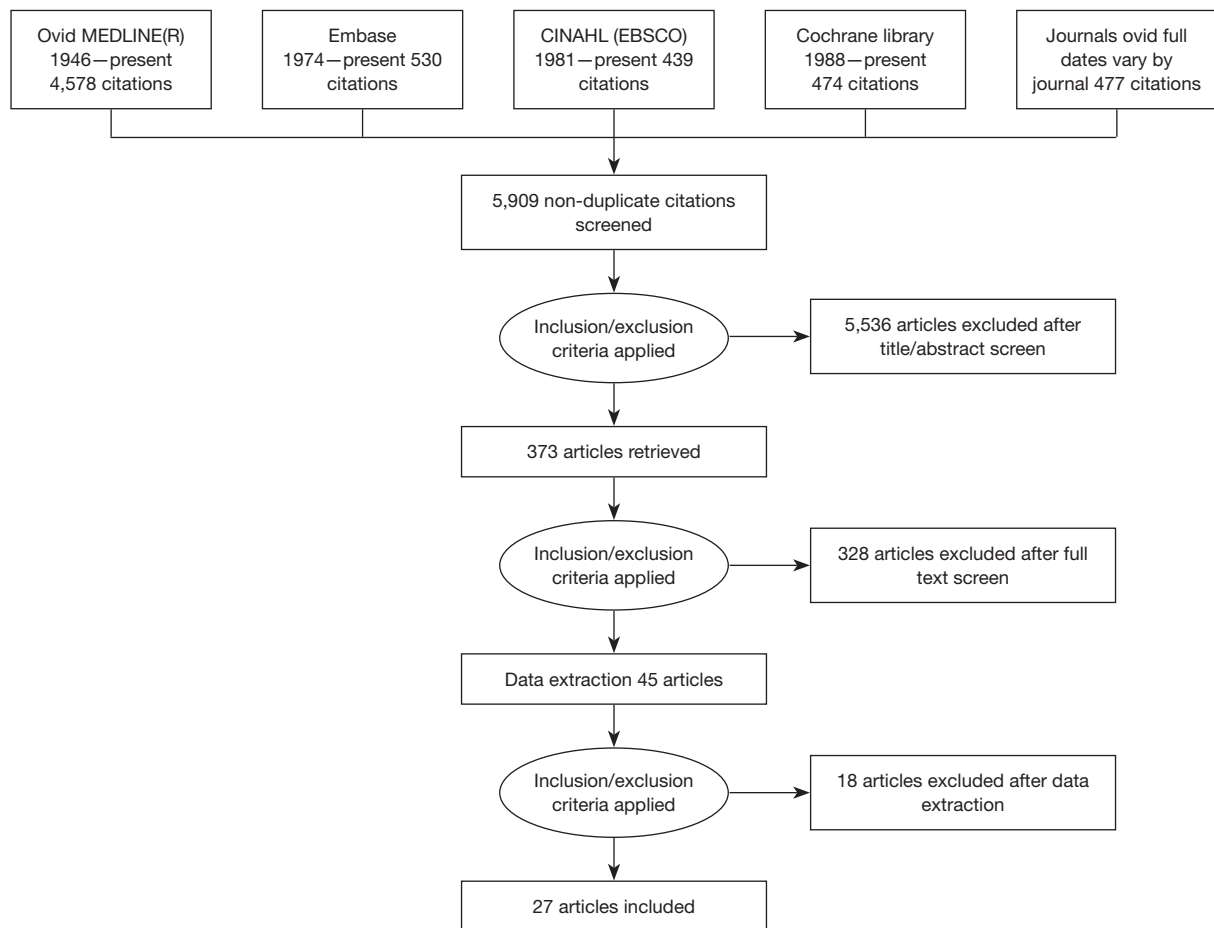 Ovid MEDLINE(R)
1946—present
4,578 citations
Embase
1974—present 530
citations
CINAHL (EBSCO)
1981—present 439
citations
Cochrane library
1988—present
474 citations
Journals ovid full
dates vary by
journal 477 citations
5,909 non-duplicate citations
screened
Inclusion/exclusion
criteria applied
5,536 articles excluded after
title/abstract screen
373 articles retrieved
Inclusion/exclusion
criteria applied
328 articles excluded after full
text screen
Data extraction 45 articles
Inclusion/exclusion
criteria applied
18 articles excluded after data
extraction
27 articles included